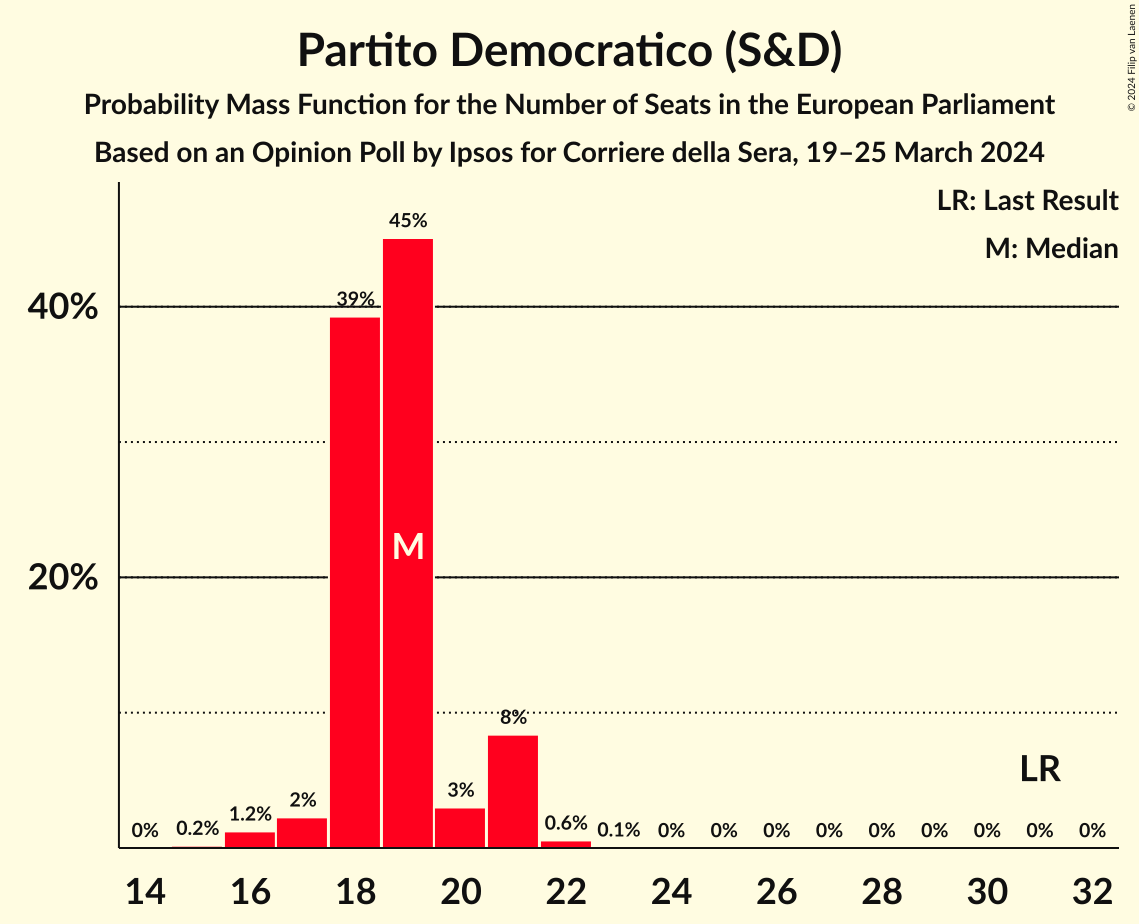 Partito Democratico (S&D)
Probability Mass Function for the Number of Seats in the European Parliament
Based on an Opinion Poll by Ipsos for Corriere della Sera, 19–25 March 2024
© 2024 Filip van Laenen
LR: Last Result
M: Median
40%
20%
0% 0.2% 1.2% 2% 39% 45% 3% 8% 0.6% 0.1% 0% 0% 0% 0% 0% 0% 0% 0% 0%
M
LR
14 16 18 20 22 24 26 28 30 32